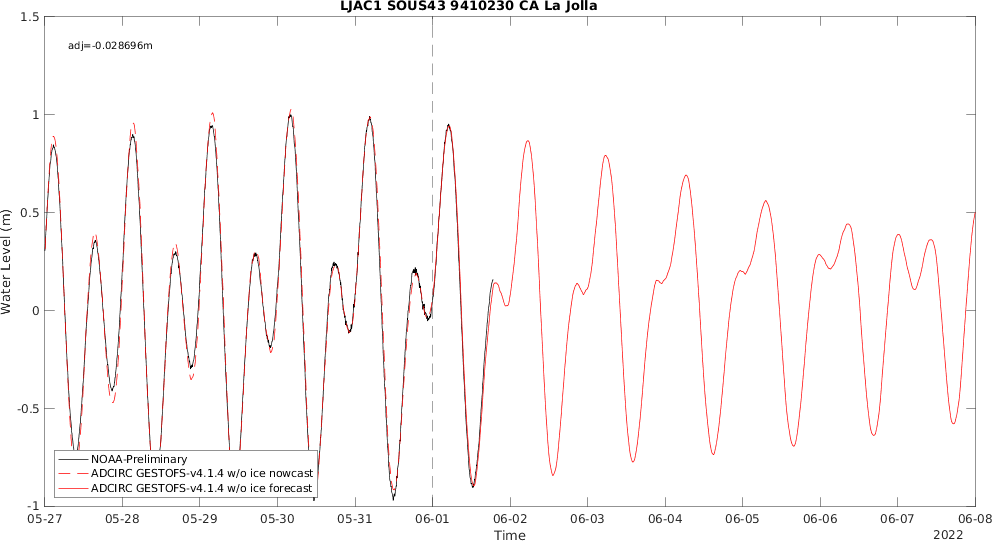 LJAC1 SOUS43 9410230 CA La Jolla
adj=-0.028696m
1.5
1
0.5
0
-0.5
-1
Water Level (m)
NOAA-Preliminary
ADCIRC GESTOFS-v4.1.4 w/o ice nowcast
ADCIRC GESTOFS-v4.1.4 w/o ice forecast
05-27 05-28 05-29 05-30 05-31 06-01 06-02 06-03 06-04 06-05 06-06 06-07 06-08
Time
2022